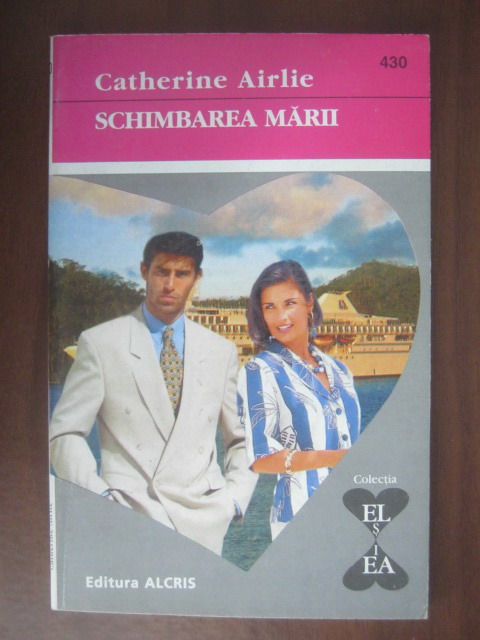 430
Catherine Airlie
SCHIMBAREA MĂRII
Colecția
EL
ȘI
EA
Editura ALCRIS